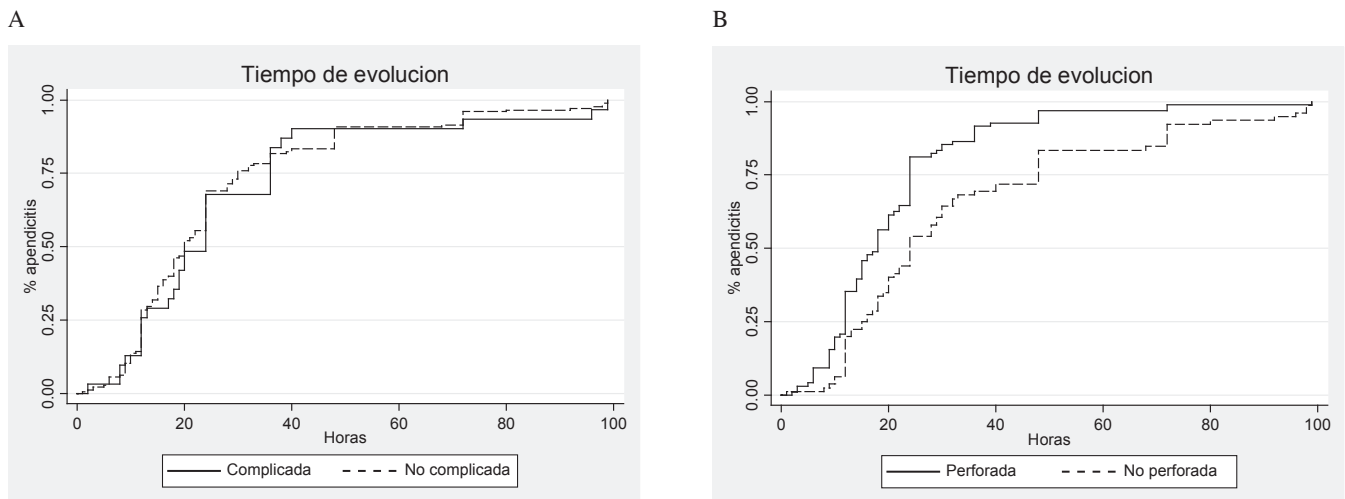 A
Tiempo de evolucion
% apendicitis
1.00
0.75
0.50
0.25
0.00
0 20 40 60 80 100
Horas
Complicada No complicada
B
Tiempo de evolucion
% apendicitis
1.00
0.75
0.50
0.25
0.00
0 20 40 60 80 100
Horas
Perforada No perforada